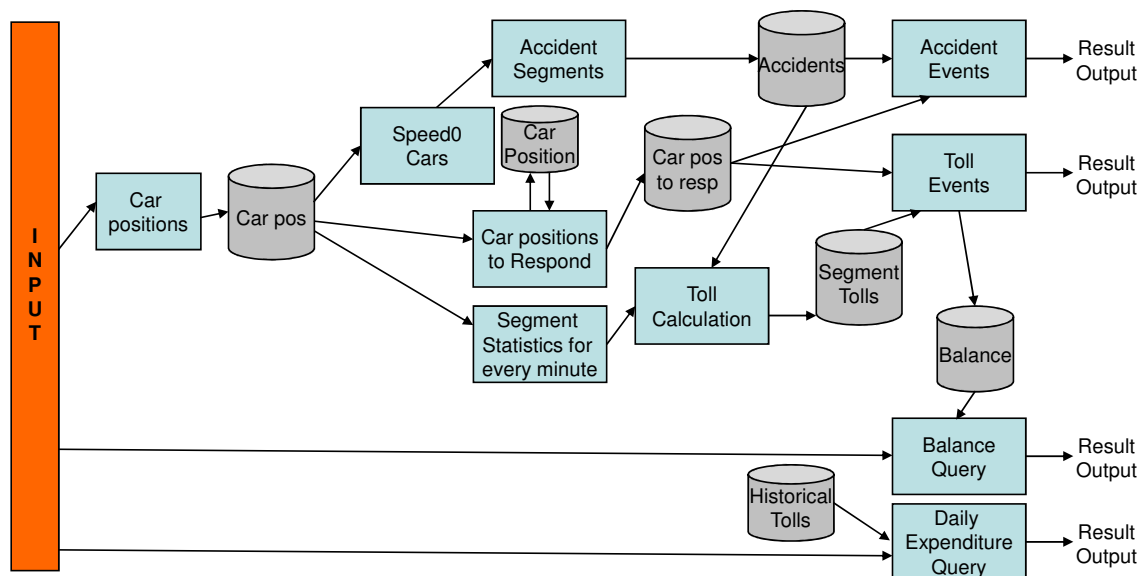 INPUT
Car
positions
Car pos
Speed0
Cars
Accident
Segments
Car
Position
Car positions
to Respond
Segment
Statistics for
every minute
Accidents
Car pos
to resp
Toll
Calculation
Segment
Tolls
Accident
Events
Result
Output
Toll
Events
Result
Output
Balance
Balance
Query
Result
Output
Historical
Tolls
Daily
Expenditure
Query
Result
Output